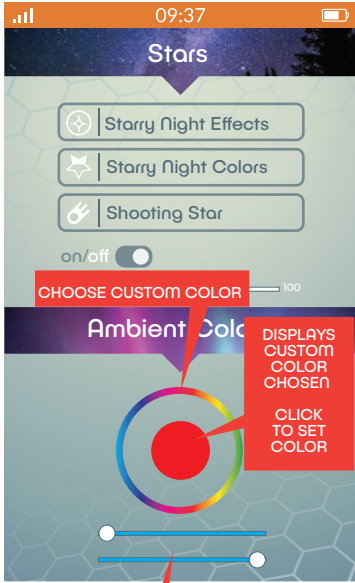 09:37
Stars
Starry Night Effects
Starry Night Colors
Shooting Star
on/off
100
CHOOSE CUSTOM COLOR
Ambient Colo
DISPLAYS
CUSTOM
COLOR
CHOSEN
CLICK
TO SET
COLOR